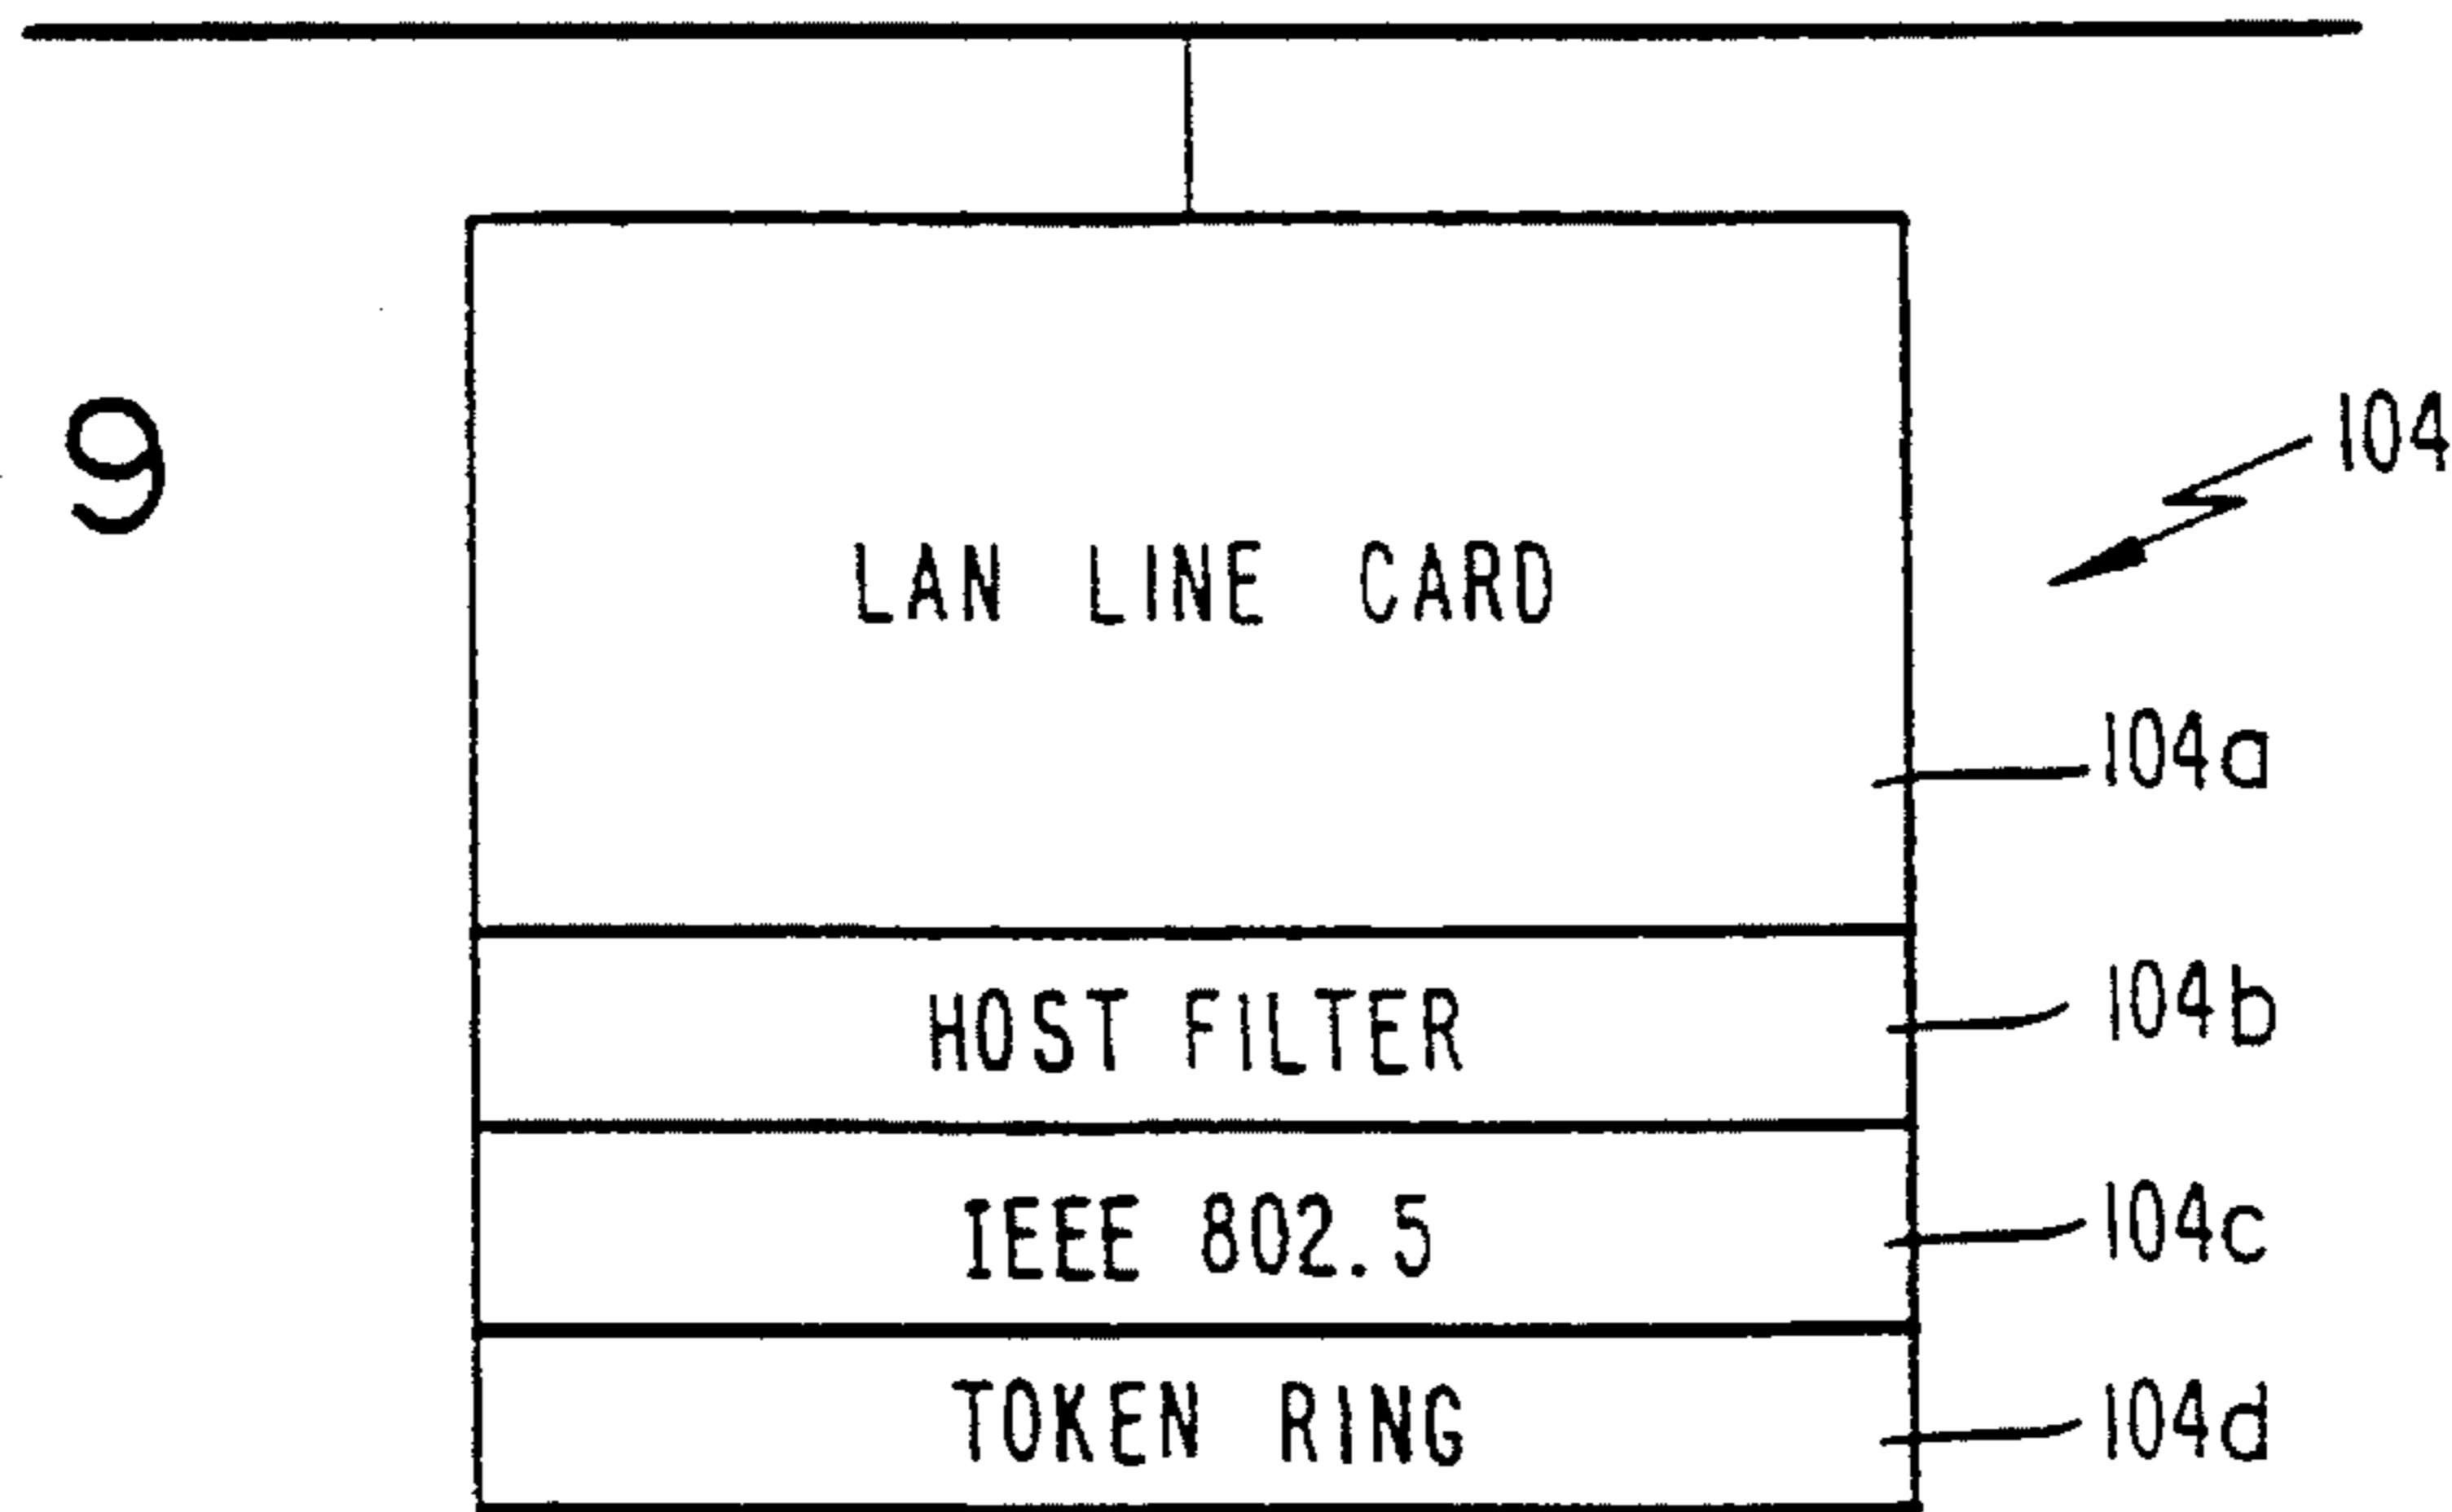 9
104
LAN LINE CARD
104a
HOST FILTER
104b
IEEE 802.5
104c
TOKEN RING
104d